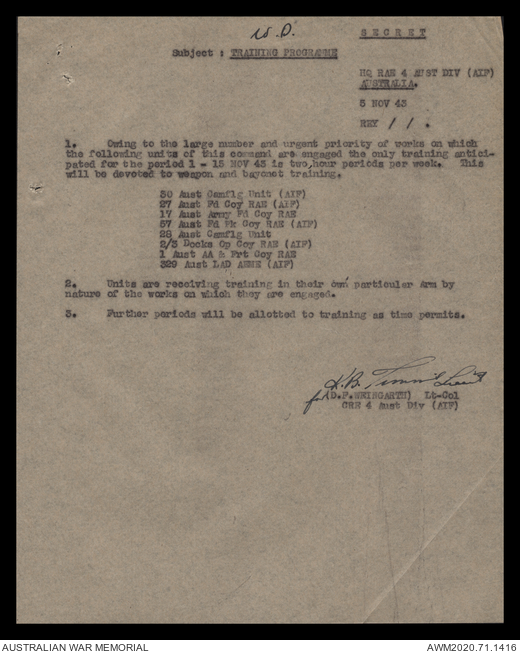 W.D.
SECRET
Subject : TRAINING PROGRAMME
HQ RAE 4 AUST DIV (AIF)
AUSTRALIA.
5 NOV 43
1. Owing to the large number and urgent priority of works on which
the following units of this command are engaged the only training antici-
pated for the period 1 - 15 NOV 43 is two hour periods per week. This
will be devoted to weapon and bayonet training.
50 Aust Camflg Unit (AIF)
27 Aust Fd Coy RAE (AIF)
17 Aust Army Fd Coy RAE
57 Aust Fd Pk Coy RAE (AIF)
28 Aust Camflg Unit
2/3 Docks Op Coy RAE (AIF)
1 Aust AA & Frt Coy RAE
329 Aust LAD AEME (AIF)
2. Units are receiving training in their own particular Arm by
nature of the works on which they are engaged.
3. Further periods will be allotted to training as time permits.
K.B.
for (D.F.WEINGARTH) Lt-Col
CRE 4 Aust Div (AIF)
AUSTRALIAN WAR MEMORIAL
AWM2020.71.1416